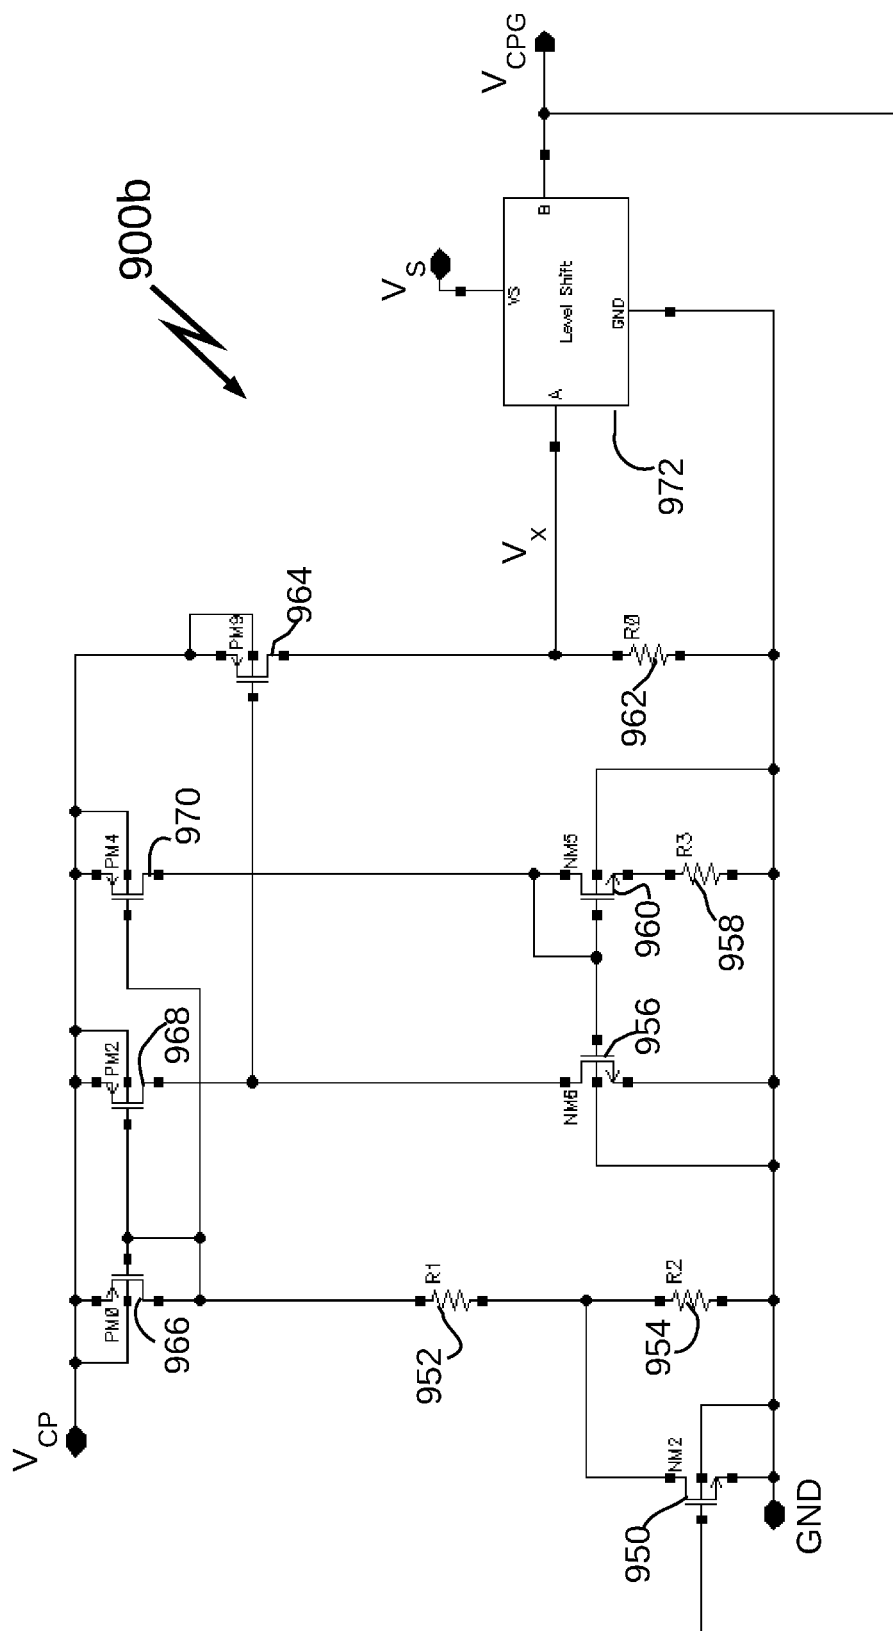 900b
V_CP
V_S
V_CPG
VS
A
B
Level Shift
GND
972
V_X
PM0
966
PM2
968
PM4
970
PM9
964
R1
952
R2
954
NM6
956
NM5
960
R3
958
R0
962
NM2
950
GND